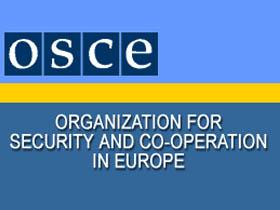 osce
ORGANIZATION FOR
SECURITY AND CO-OPERATION
IN EUROPE